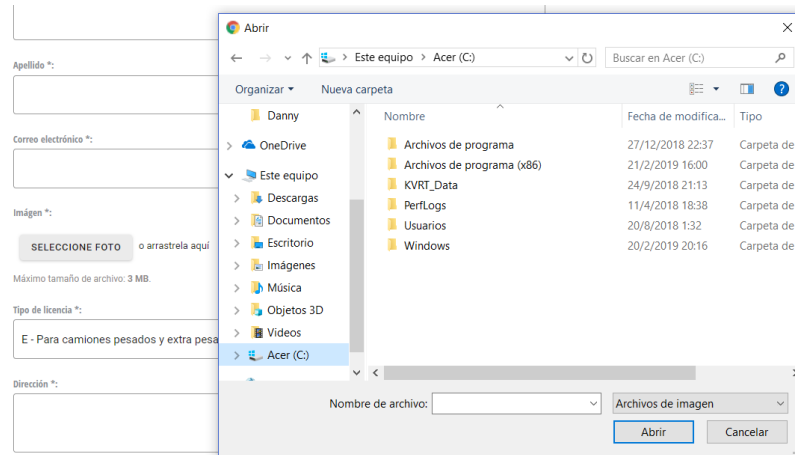 Apellido *:
Correo electrónico *:
Imágen *:
SELECCIONE FOTO o arrastrela aquí
Máximo tamaño de archivo: 3 MB.
Tipo de licencia *:
E - Para camiones pesados y extra pesa
Dirección *:
Abrir
Este equipo > Acer (C:)
Buscar en Acer (C:)
Organizar Nueva carpeta
Danny
OneDrive
Este equipo
Descargas
Documentos
Escritorio
Imágenes
Música
Objetos 3D
Videos
Acer (C:)
Nombre Fecha de modifica... Tipo
Archivos de programa 27/12/2018 22:37 Carpeta de
Archivos de programa (x86) 21/2/2019 16:00 Carpeta de
KVRT_Data 24/9/2018 21:13 Carpeta de
PerfLogs 11/4/2018 18:38 Carpeta de
Usuarios 20/8/2018 1:32 Carpeta de
Windows 20/2/2019 20:16 Carpeta de
Nombre de archivo: Archivos de imagen
Abrir Cancelar